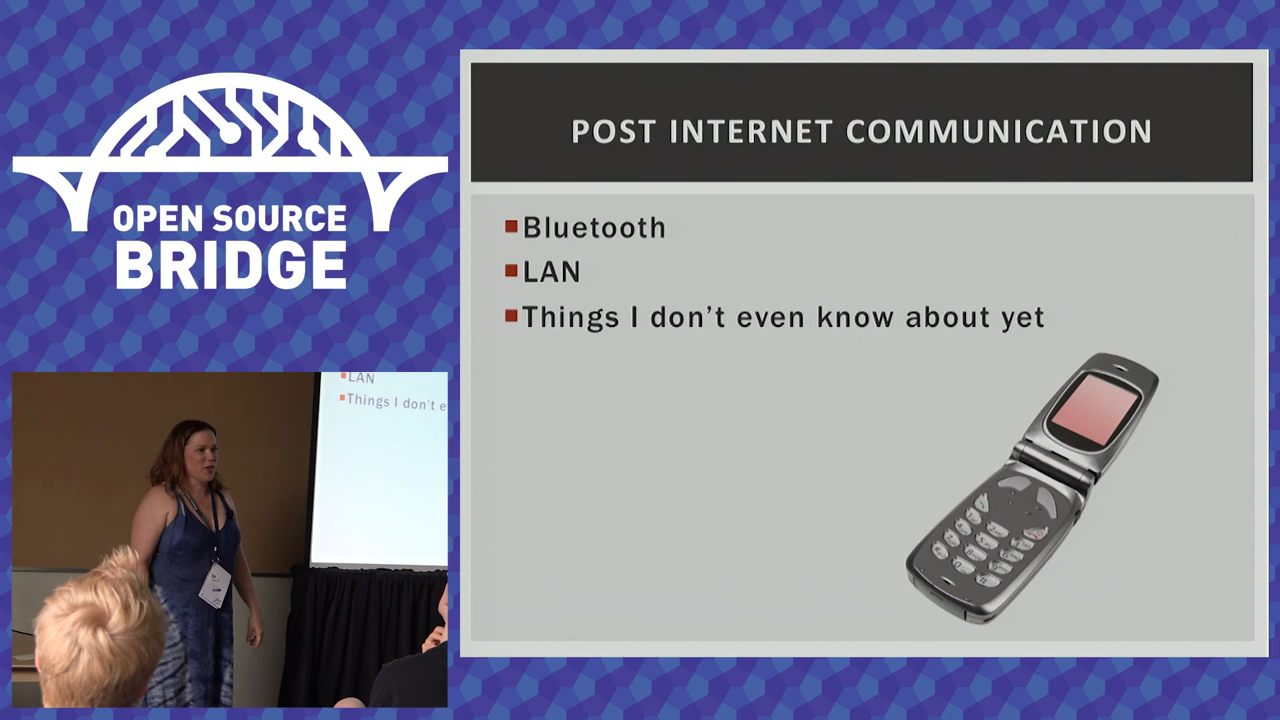 OPEN SOURCE
BRIDGE
POST INTERNET COMMUNICATION
Bluetooth
LAN
Things I don't even know about yet
LAN
Things I don't e